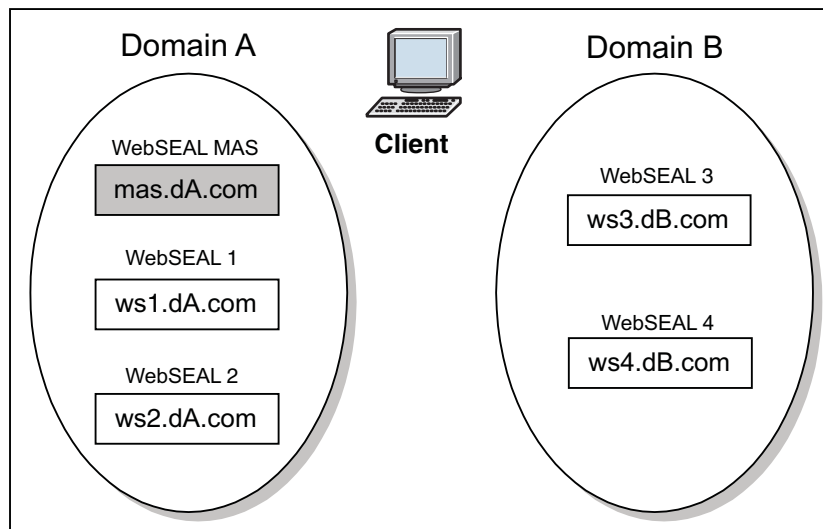 Domain A
WebSEAL MAS
mas.dA.com
WebSEAL 1
ws1.dA.com
WebSEAL 2
ws2.dA.com
Client
Domain B
WebSEAL 3
ws3.dB.com
WebSEAL 4
ws4.dB.com